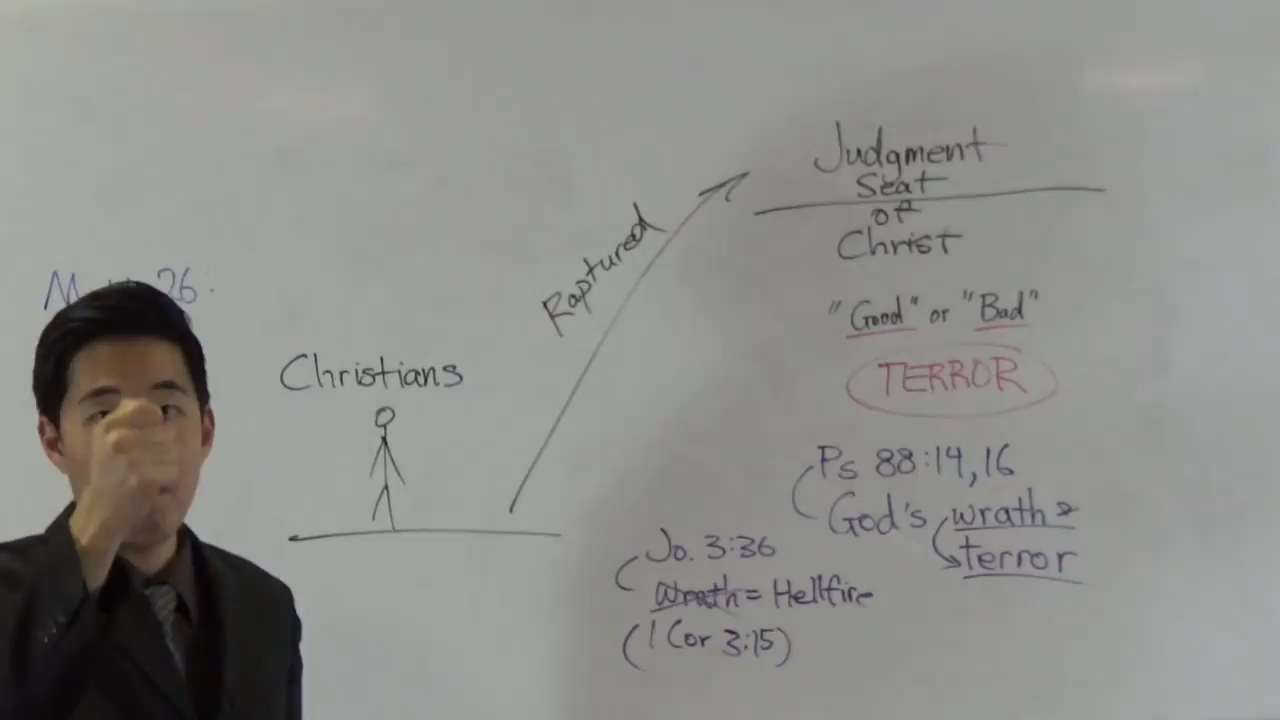 26:
Christians
Raptured
Judgment
Seat
of
Christ
"Good" or "Bad"
TERROR
Ps 88:14,16
God's wrath &
terror
Jo. 3:36
Wrath = Hellfire
(1 Cor 3:15)